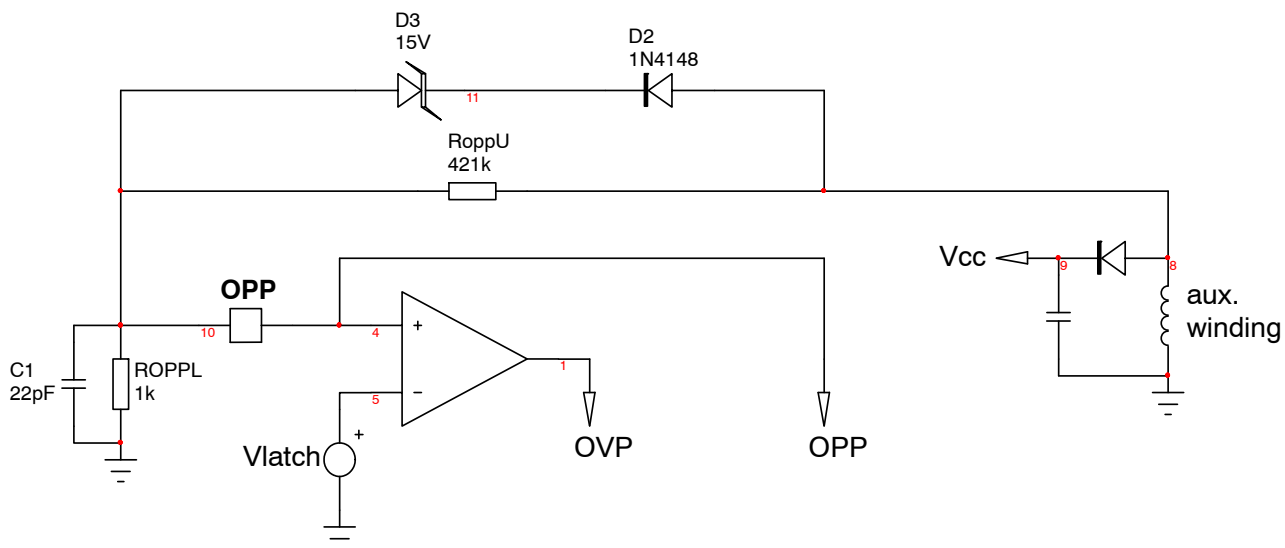 D3
15V
D2
1N4148
11
RoppU
421k
Vcc
9
8
aux.
winding
OPP
10
4
+
1
C1
22pF
ROPPL
1k
5
−
+
Vlatch
OVP
OPP